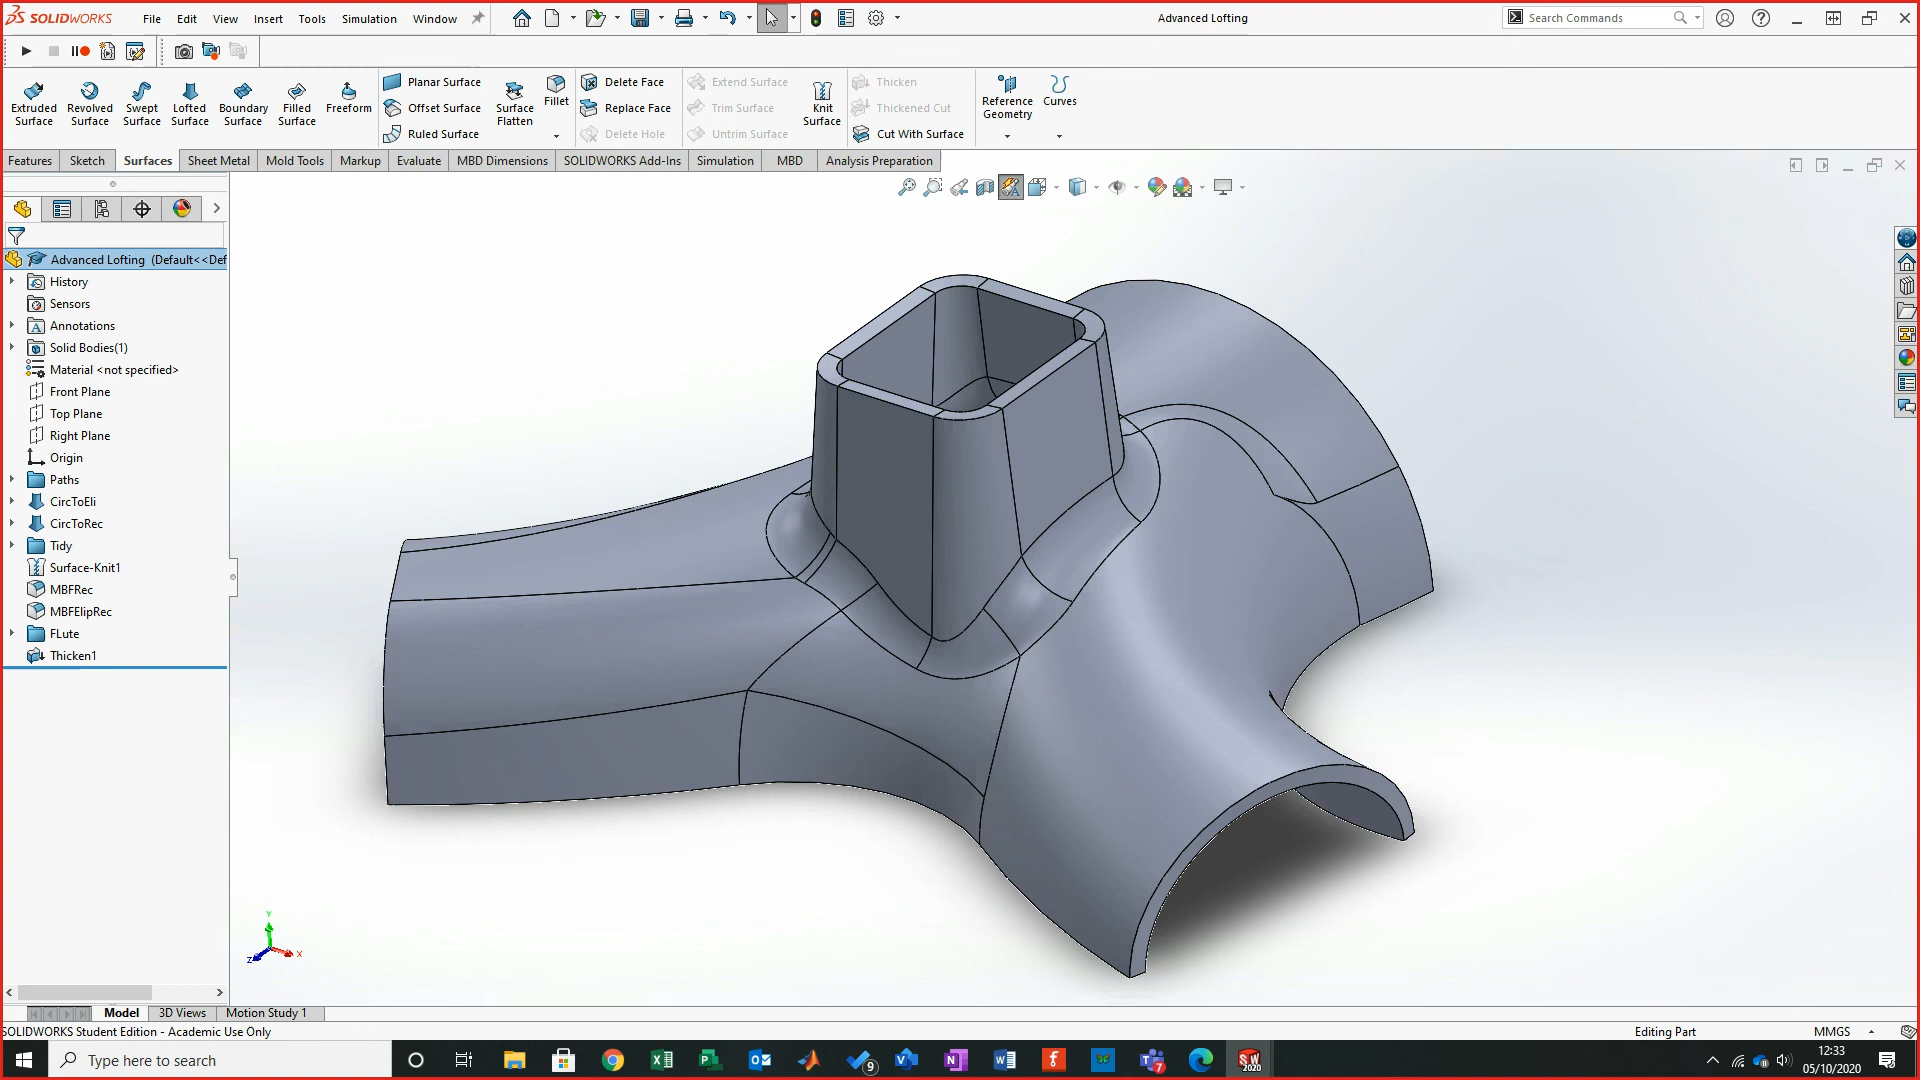 SOLIDWORKS File Edit View Insert Tools Simulation Window Advanced Lofting Search Commands
Extruded Surface
Revolved Surface
Swept Surface
Lofted Surface
Boundary Surface
Filled Surface
Freeform
Planar Surface
Offset Surface
Ruled Surface
Surface Flatten
Fillet
Delete Face
Replace Face
Delete Hole
Extend Surface
Trim Surface
Untrim Surface
Knit Surface
Thicken
Thickened Cut
Cut With Surface
Reference Geometry
Curves
Features Sketch Surfaces Sheet Metal Mold Tools Markup Evaluate MBD Dimensions SOLIDWORKS Add-Ins Simulation MBD Analysis Preparation
Advanced Lofting (Default<<Def
History
Sensors
Annotations
Solid Bodies(1)
Material <not specified>
Front Plane
Top Plane
Right Plane
Origin
Paths
CircToEli
CircToRec
Tidy
Surface-Knit1
MBFRec
MBFElipRec
FLute
Thicken1
Y
X
Z
Model 3D Views Motion Study 1
SOLIDWORKS Student Edition - Academic Use Only Editing Part MMGS
Type here to search 9 7 SW 2020 12:33
05/10/2020